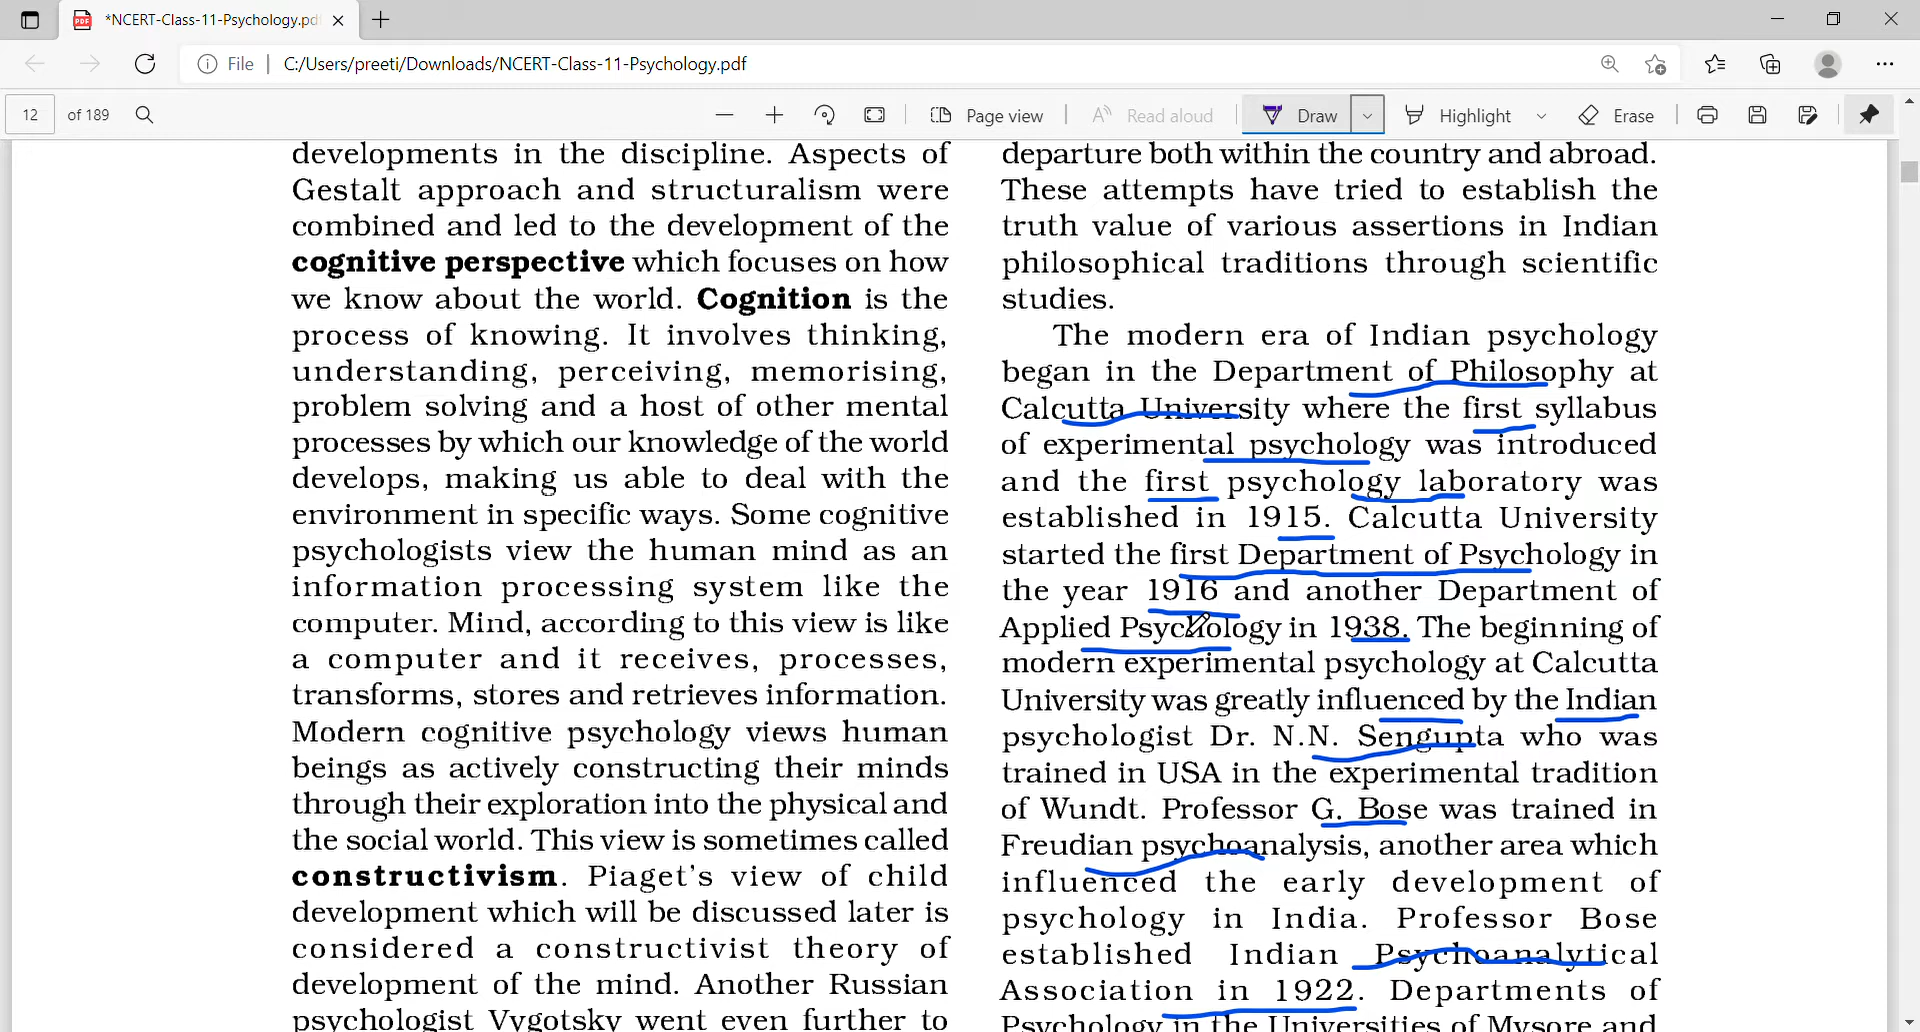 *NCERT-Class-11-Psychology.pd
File
C:/Users/preeti/Downloads/NCERT-Class-11-Psychology.pdf
12 of 189
Page view
Read aloud
Draw
Highlight
Erase
developments in the discipline. Aspects of
Gestalt approach and structuralism were
combined and led to the development of the
cognitive perspective which focuses on how
we know about the world. Cognition is the
process of knowing. It involves thinking,
understanding, perceiving, memorising,
problem solving and a host of other mental
processes by which our knowledge of the world
develops, making us able to deal with the
environment in specific ways. Some cognitive
psychologists view the human mind as an
information processing system like the
computer. Mind, according to this view is like
a computer and it receives, processes,
transforms, stores and retrieves information.
Modern cognitive psychology views human
beings as actively constructing their minds
through their exploration into the physical and
the social world. This view is sometimes called
constructivism. Piaget's view of child
development which will be discussed later is
considered a constructivist theory of
development of the mind. Another Russian
psychologist Vygotsky went even further to
departure both within the country and abroad.
These attempts have tried to establish the
truth value of various assertions in Indian
philosophical traditions through scientific
studies.
The modern era of Indian psychology
began in the Department of Philosophy at
Calcutta University where the first syllabus
of experimental psychology was introduced
and the first psychology laboratory was
established in 1915. Calcutta University
started the first Department of Psychology in
the year 1916 and another Department of
Applied Psychology in 1938. The beginning of
modern experimental psychology at Calcutta
University was greatly influenced by the Indian
psychologist Dr. N.N. Sengupta who was
trained in USA in the experimental tradition
of Wundt. Professor G. Bose was trained in
Freudian psychoanalysis, another area which
influenced the early development of
psychology in India. Professor Bose
established Indian Psychoanalytical
Association in 1922. Departments of
Psychology in the Universities of Mysore and